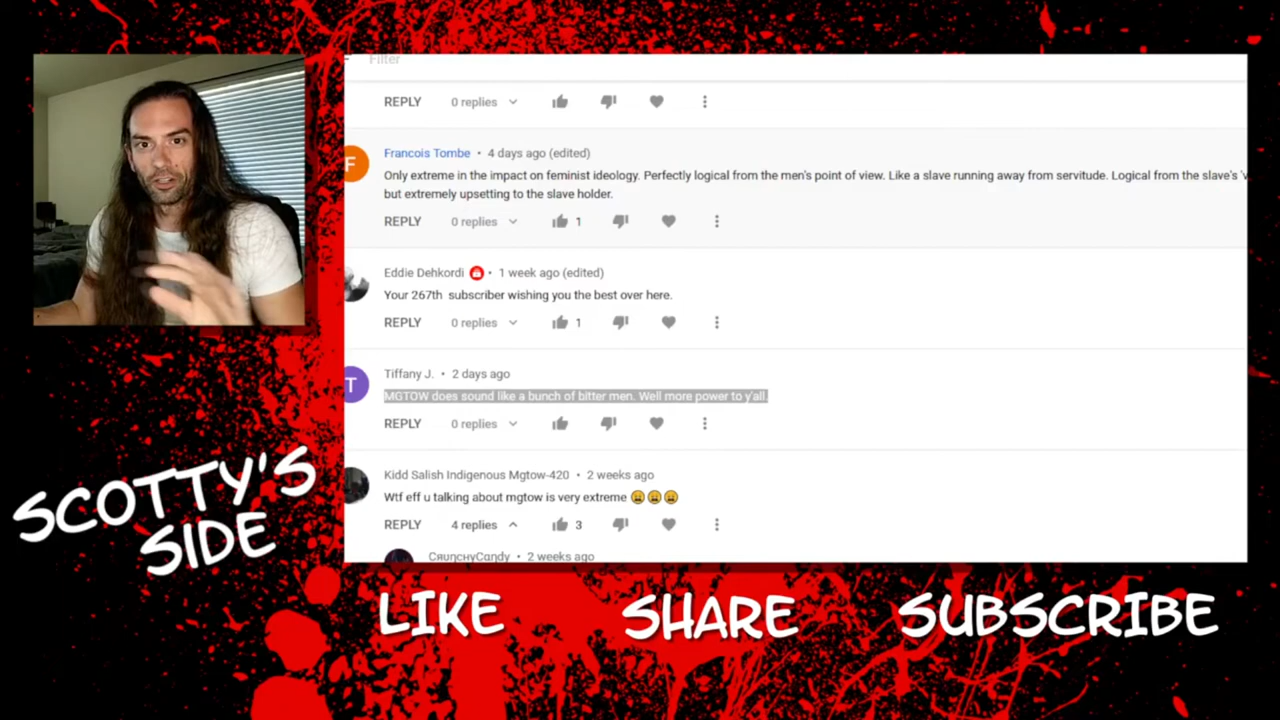 Filter
REPLY 0 replies
Francois Tombe • 4 days ago (edited)
Only extreme in the impact on feminist ideology. Perfectly logical from the men's point of view. Like a slave running away from servitude. Logical from the slave's 'v
but extremely upsetting to the slave holder.
REPLY 0 replies 1
F
Eddie Dehkordi • 1 week ago (edited)
Your 267th subscriber wishing you the best over here.
REPLY 0 replies 1
Tiffany J. • 2 days ago
T
MGTOW does sound like a bunch of bitter men. Well more power to y'all.
REPLY 0 replies
Kidd Salish Indigenous Mgtow-420 • 2 weeks ago
Wtf eff u talking about mgtow is very extreme 😩😩😩
REPLY 4 replies 3
CяuηcнyCαηdy • 2 weeks ago
SCOTTY'S
SIDE
LIKE SHARE SUBSCRIBE